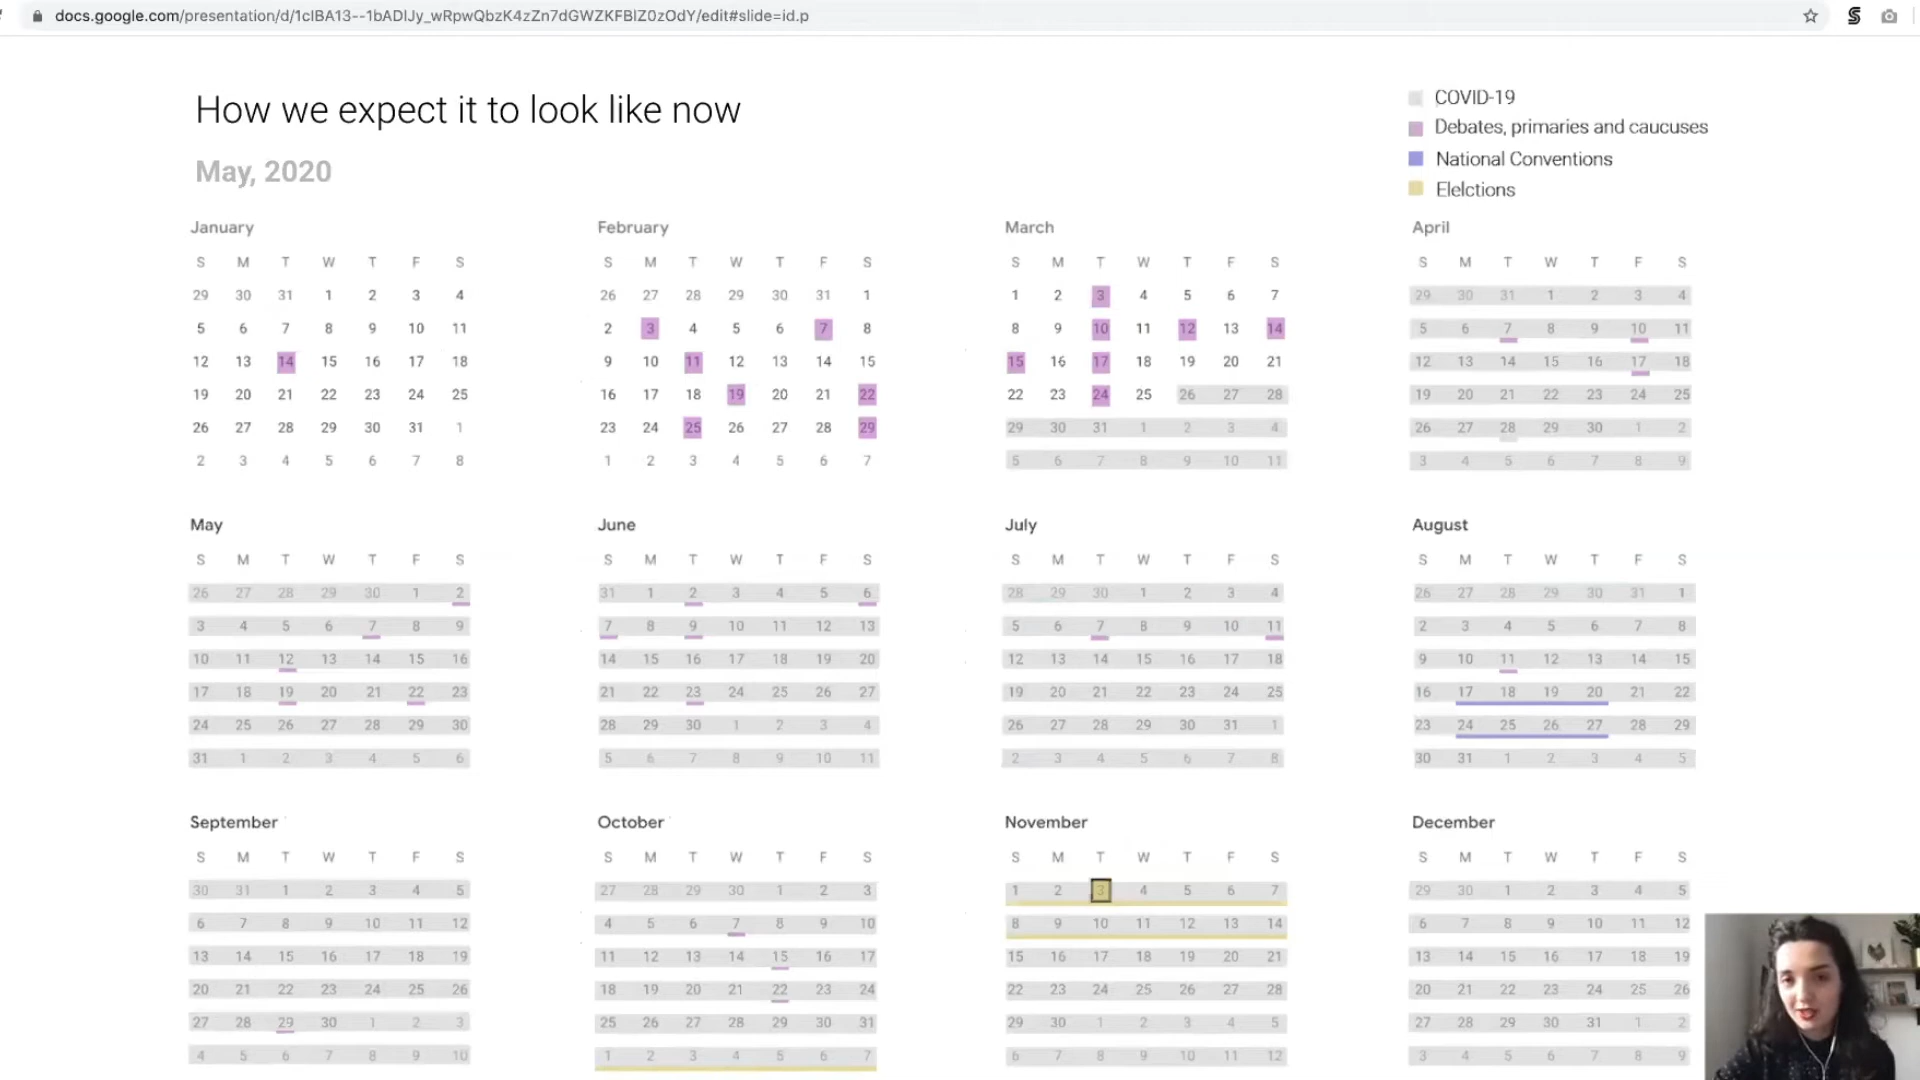 docs.google.com/presentation/d/1cIBA13--1bADIJy_wRpwQbzK4zZn7dGWZKFBIZ0zOdY/edit#slide=id.p
How we expect it to look like now
May, 2020
COVID-19
Debates, primaries and caucuses
National Conventions
Elelctions
January
S M T W T F S
29 30 31 1 2 3 4
5 6 7 8 9 10 11
12 13 14 15 16 17 18
19 20 21 22 23 24 25
26 27 28 29 30 31 1
2 3 4 5 6 7 8
February
S M T W T F S
26 27 28 29 30 31 1
2 3 4 5 6 7 8
9 10 11 12 13 14 15
16 17 18 19 20 21 22
23 24 25 26 27 28 29
1 2 3 4 5 6 7
March
S M T W T F S
1 2 3 4 5 6 7
8 9 10 11 12 13 14
15 16 17 18 19 20 21
22 23 24 25 26 27 28
29 30 31 1 2 3 4
5 6 7 8 9 10 11
April
S M T W T F S
29 30 31 1 2 3 4
5 6 7 8 9 10 11
12 13 14 15 16 17 18
19 20 21 22 23 24 25
26 27 28 29 30 1 2
3 4 5 6 7 8 9
May
S M T W T F S
26 27 28 29 30 1 2
3 4 5 6 7 8 9
10 11 12 13 14 15 16
17 18 19 20 21 22 23
24 25 26 27 28 29 30
31 1 2 3 4 5 6
June
S M T W T F S
31 1 2 3 4 5 6
7 8 9 10 11 12 13
14 15 16 17 18 19 20
21 22 23 24 25 26 27
28 29 30 1 2 3 4
5 6 7 8 9 10 11
July
S M T W T F S
28 29 30 1 2 3 4
5 6 7 8 9 10 11
12 13 14 15 16 17 18
19 20 21 22 23 24 25
26 27 28 29 30 31 1
2 3 4 5 6 7 8
August
S M T W T F S
26 27 28 29 30 31 1
2 3 4 5 6 7 8
9 10 11 12 13 14 15
16 17 18 19 20 21 22
23 24 25 26 27 28 29
30 31 1 2 3 4 5
September
S M T W T F S
30 31 1 2 3 4 5
6 7 8 9 10 11 12
13 14 15 16 17 18 19
20 21 22 23 24 25 26
27 28 29 30 1 2 3
4 5 6 7 8 9 10
October
S M T W T F S
27 28 29 30 1 2 3
4 5 6 7 8 9 10
11 12 13 14 15 16 17
18 19 20 21 22 23 24
25 26 27 28 29 30 31
1 2 3 4 5 6 7
November
S M T W T F S
1 2 3 4 5 6 7
8 9 10 11 12 13 14
15 16 17 18 19 20 21
22 23 24 25 26 27 28
29 30 1 2 3 4 5
6 7 8 9 10 11 12
December
S M T W T F S
29 30 1 2 3 4 5
6 7 8 9 10 11 12
13 14 15 16 17 18 19
20 21 22 23 24 25 26
27 28 29 30 31 1 2
3 4 5 6 7 8 9